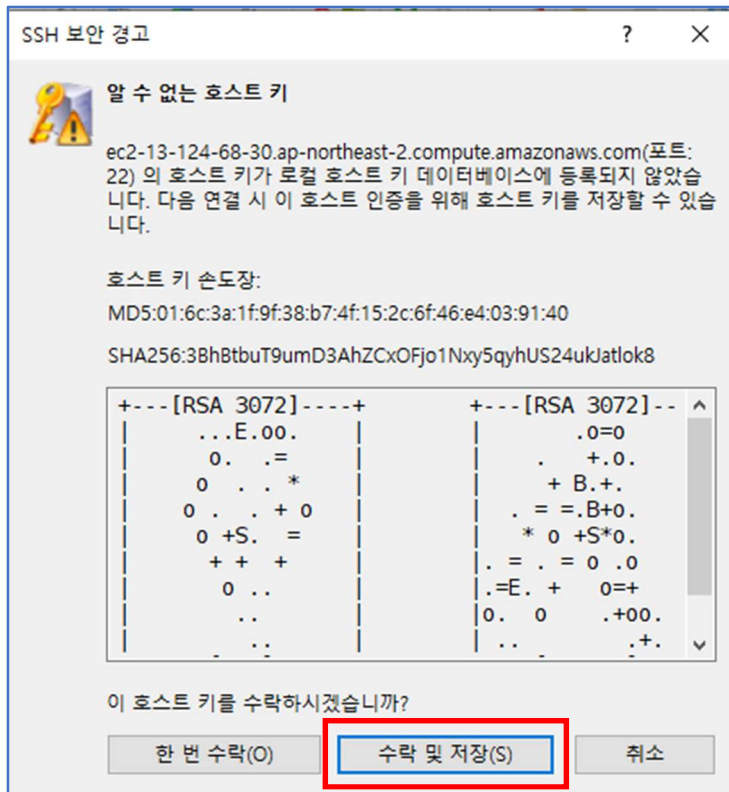 SSH 보안 경고 ? ×
알 수 없는 호스트 키
ec2-13-124-68-30.ap-northeast-2.compute.amazonaws.com(포트:
22) 의 호스트 키가 로컬 호스트 키 데이터베이스에 등록되지 않았습
니다. 다음 연결 시 이 호스트 인증을 위해 호스트 키를 저장할 수 있습
니다.
호스트 키 손도장:
MD5:01:6c:3a:1f:9f:38:b7:4f:15:2c:6f:46:e4:03:91:40
SHA256:3BhBtbuT9umD3AhZCxOFjo1Nxy5qyhUS24ukJatlok8
+---[RSA 3072]----+ +---[RSA 3072]--
| ...E.oo. | | .o=o
| o. .= | | . +.o.
| o . . * | | + B.+.
| o . . + o | | . = =.B+o.
| o +S. = | | * o +S*o.
| + + + | |. = . = o .o
| o .. | |.=E. + o=+
| .. | |o. o .+oo.
| .. | | .. .+.
이 호스트 키를 수락하시겠습니까?
한 번 수락(O) 수락 및 저장(S) 취소